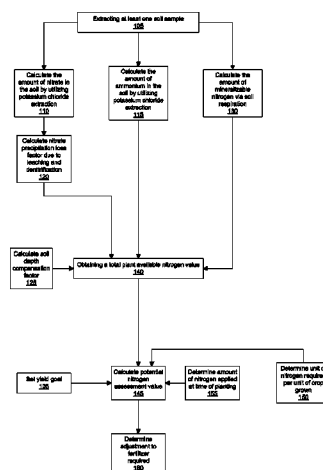 Extracting at least one soil sample
105
Calculate the
amount of nitrate in
the soil by utilizing
potassium chloride
extraction
110
Calculate the
amount of
ammonium in the
soil by utilizing
potassium chloride
extraction
115
Calculate the
amount of
mineralizable
nitrogen via soil
respiration
130
Calculate nitrate
precipitation loss
factor due to
leaching and
denitrification
120
Calculate soil
depth
compensation
factor
125
Obtaining a total plant available nitrogen value
140
Set yield goal
135
Calculate potential
nitrogen
assessment value
145
Determine amount
of nitrogen applied
at time of planting
155
Determine unit of
nitrogen require
per unit of crop
grown
150
Determine
adjustment to
fertilizer
required
160